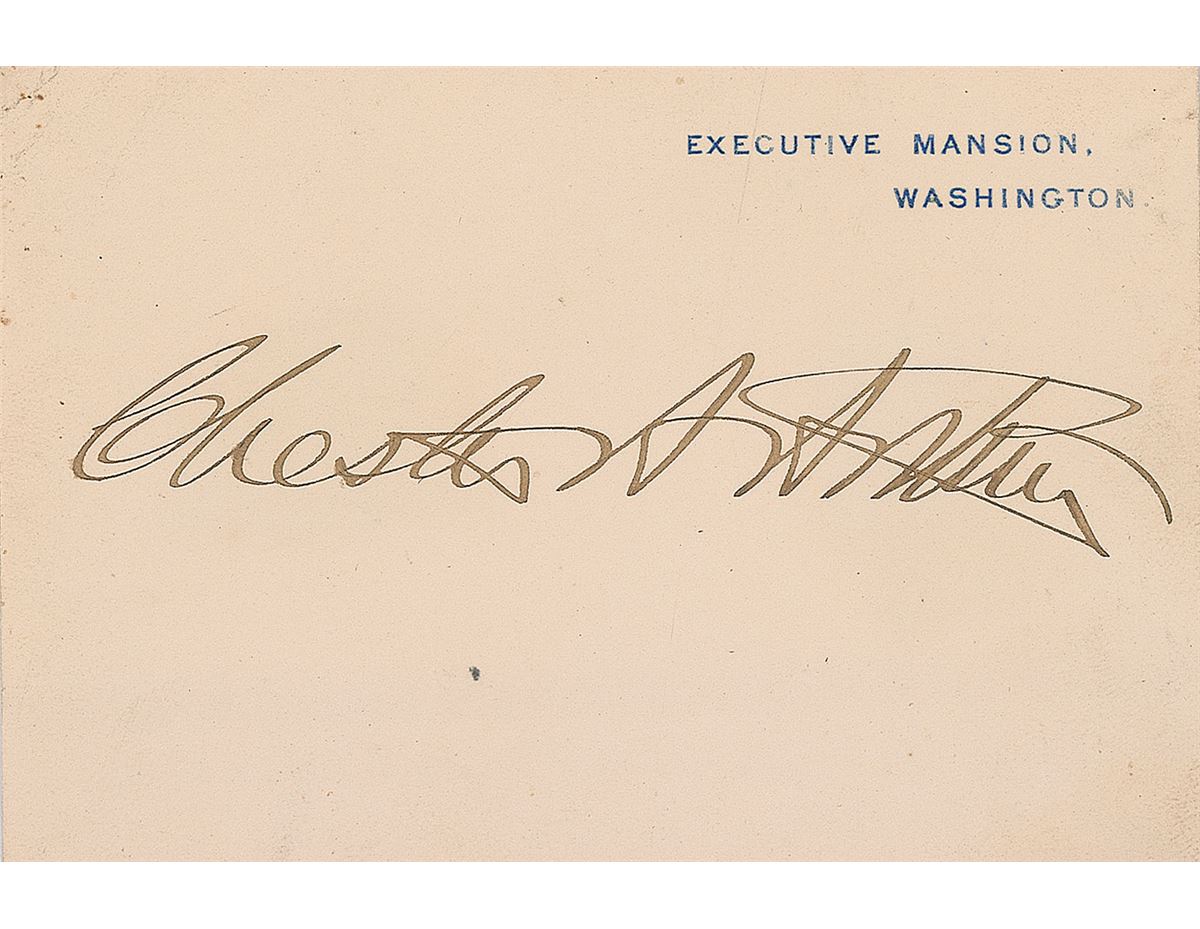 EXECUTIVE MANSION,
WASHINGTON.
Chester A. Arthur